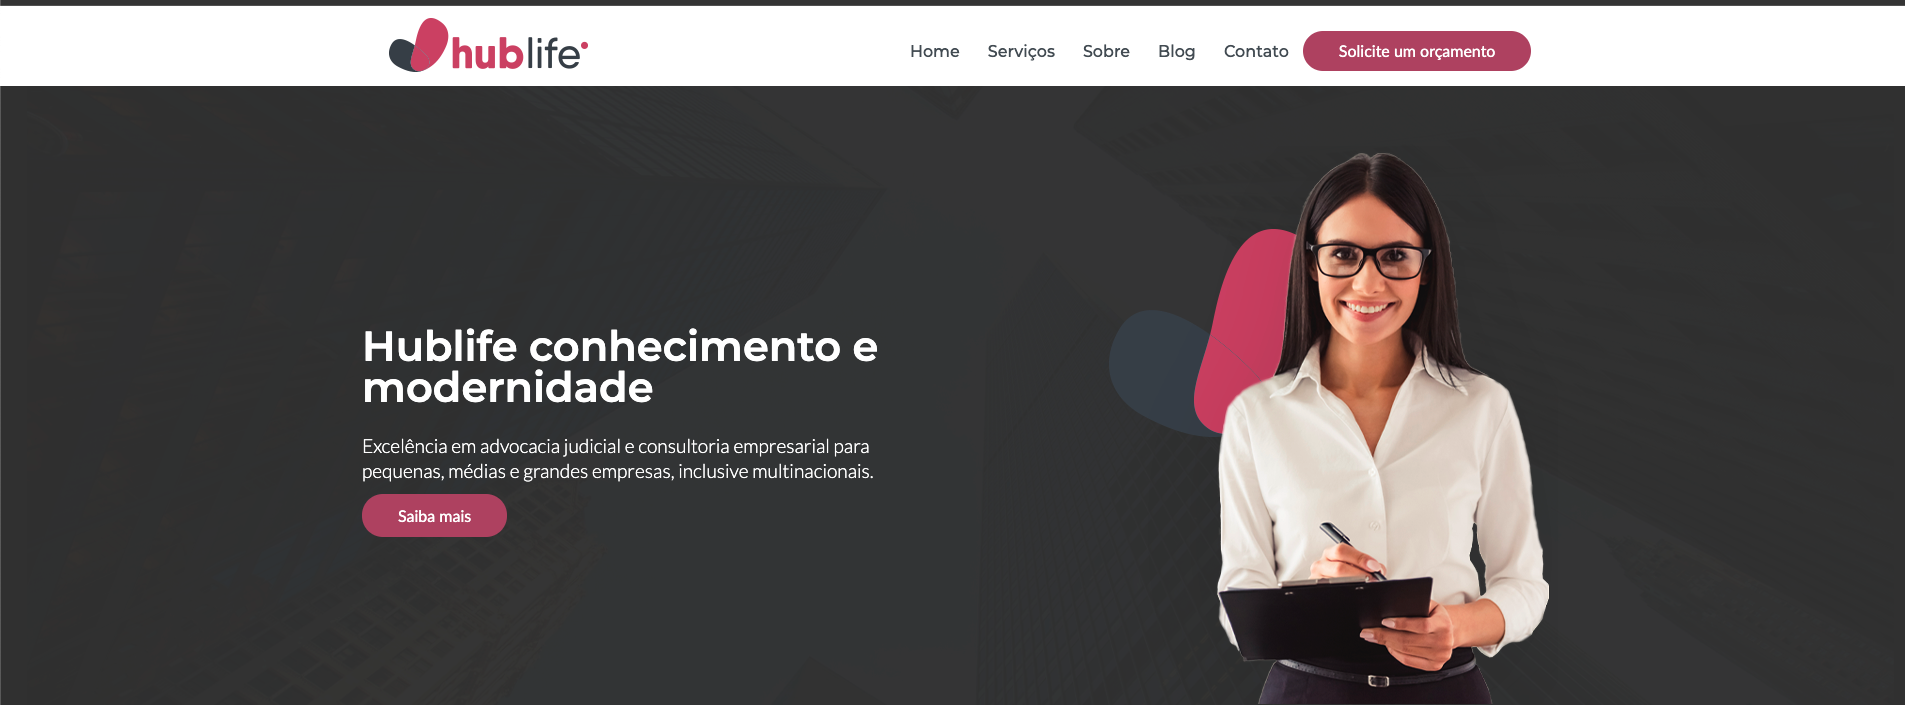 hublife
Home Serviços Sobre Blog Contato Solicite um orçamento
Hublife conhecimento e
modernidade
Excelência em advocacia judicial e consultoria empresarial para
pequenas, médias e grandes empresas, inclusive multinacionais.
Saiba mais